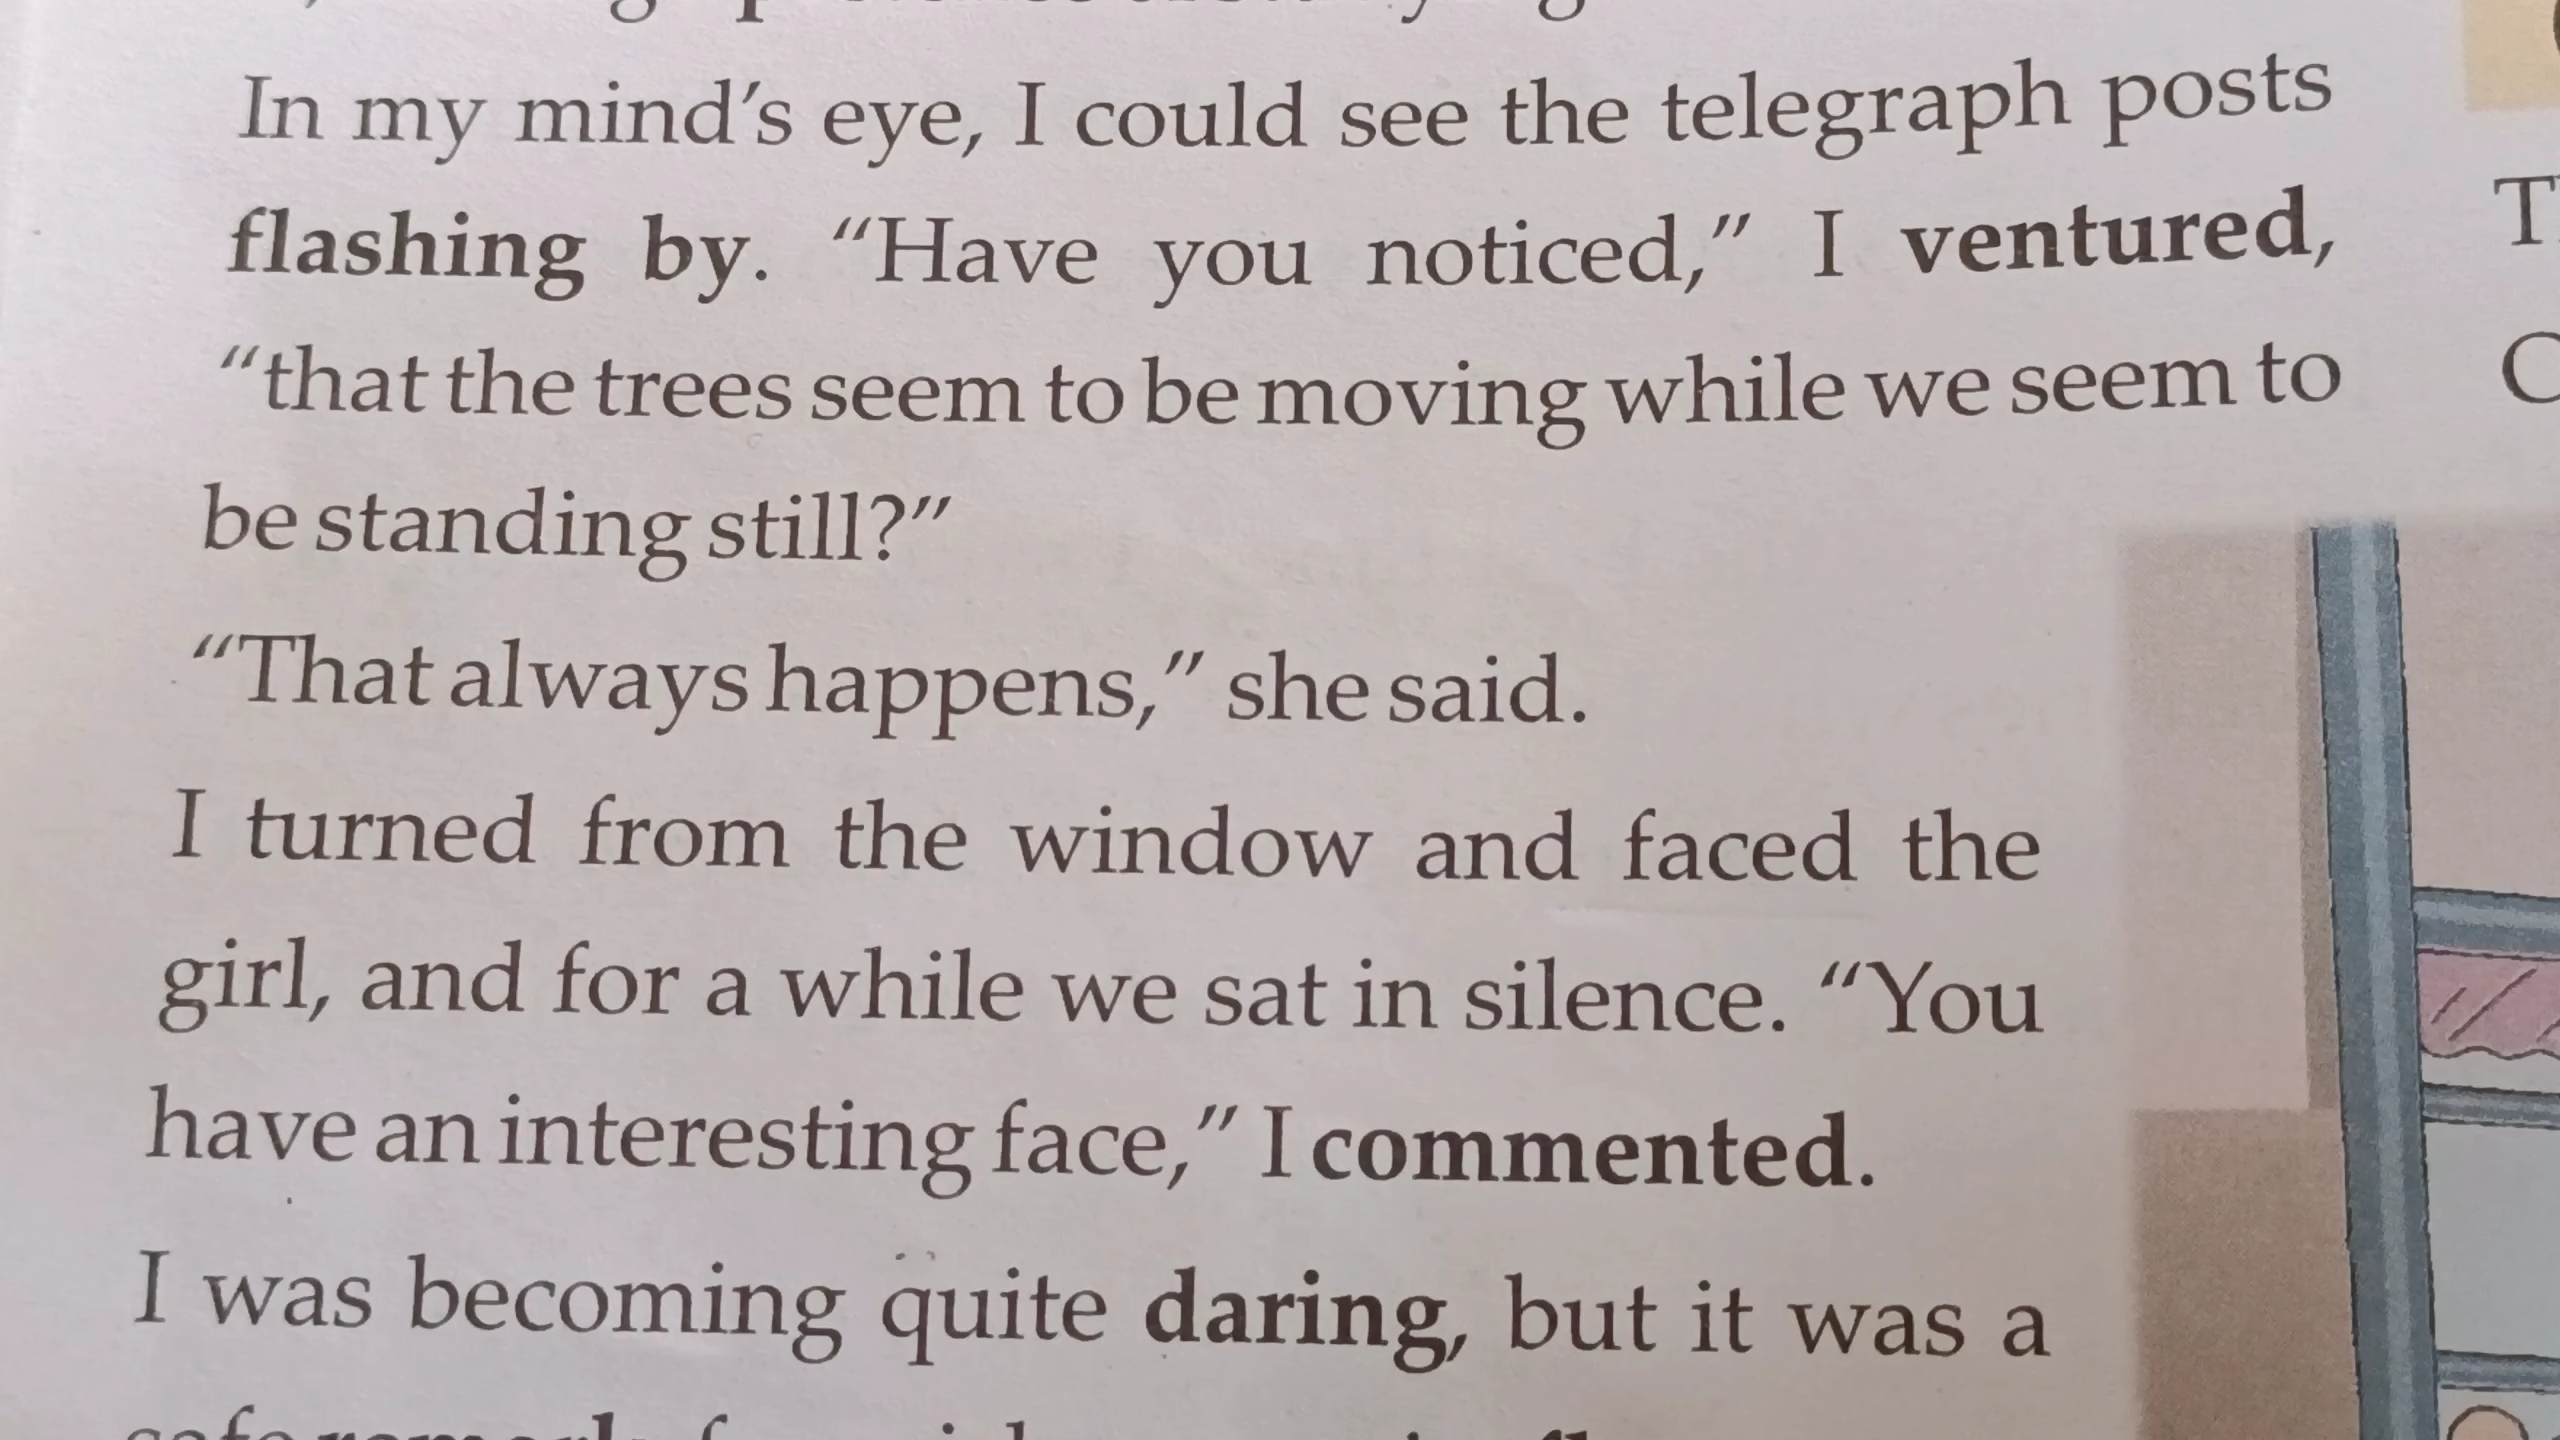 In my mind's eye, I could see the telegraph posts
flashing by. “Have you noticed,” I ventured,
“that the trees seem to be moving while we seem to
be standing still?”
“That always happens,” she said.
I turned from the window and faced the
girl, and for a while we sat in silence. “You
have an interesting face,” I commented.
I was becoming quite daring, but it was a